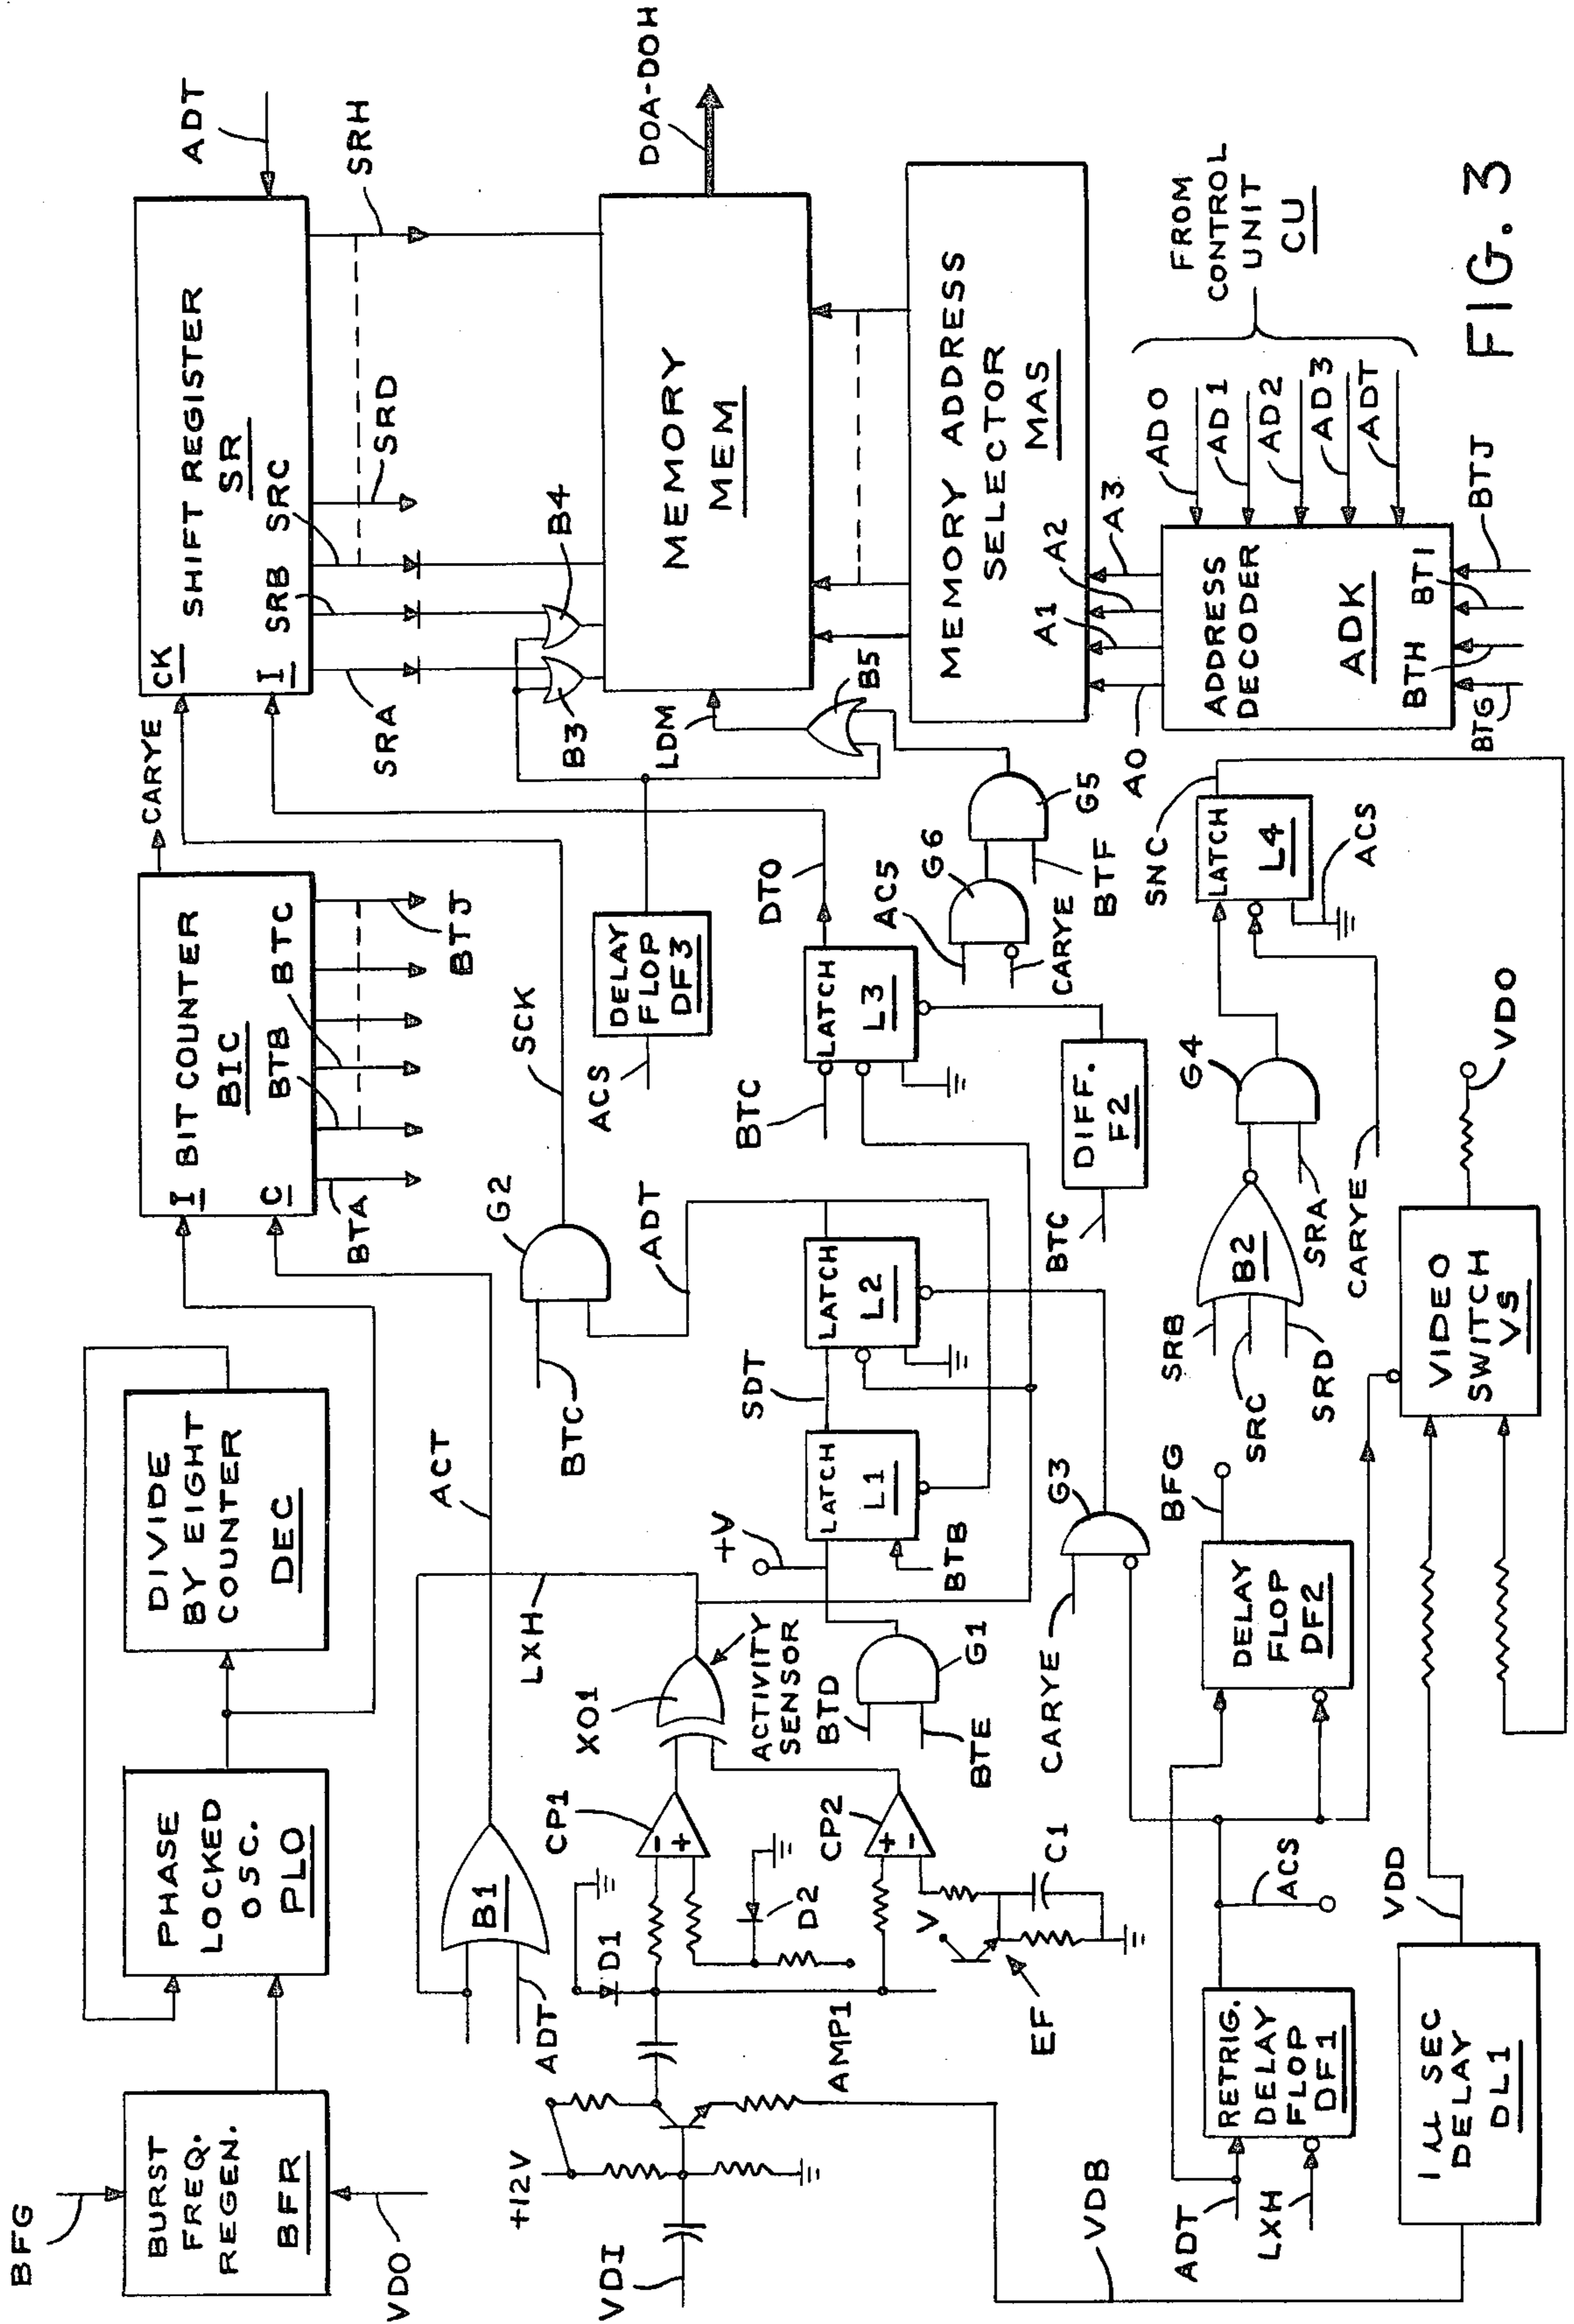 BFG
BURST
FREQ.
REGEN.
BFR
VDO
PHASE
LOCKED
OSC.
PLO
DIVIDE
BY EIGHT
COUNTER
DEC
I BIT COUNTER
BIC
C
BTB
BTC
BTA
BTJ
CARYE
CK
SHIFT REGISTER
SR
I
SRB
SRC
SRA
SRD
SRH
ADT
B1
ADT
ACT
LXH
G2
BTC
SCK
ADT
ACS
DELAY
FLOP
DF3
B3
B4
MEMORY
MEM
DOA-DOH
LDM
B5
+12V
VDI
AMP1
D1
CP1
D2
CP2
V
C1
EF
XO1
ACTIVITY
SENSOR
BTD
BTE
G1
+V
LATCH
L1
BTB
SDT
LATCH
L2
BTC
LATCH
L3
DTO
DIFF.
F2
BTC
AC5
G6
CARYE
BTF
G5
MEMORY ADDRESS
SELECTOR
MAS
CARYE
G3
A0
A1
A2
A3
ADDRESS
DECODER
ADK
BTH
BTI
BTG
BTJ
AD0
AD1
AD2
AD3
ADT
FROM
CONTROL
UNIT
CU
VDB
ADT
LXH
RETRIG.
DELAY
FLOP
DF1
ACS
DELAY
FLOP
DF2
BFG
SRB
SRC
SRD
B2
SRA
G4
CARYE
LATCH
L4
SNC
ACS
1 μ SEC
DELAY
DL1
VDD
VIDEO
SWITCH
VS
VDO
FIG. 3